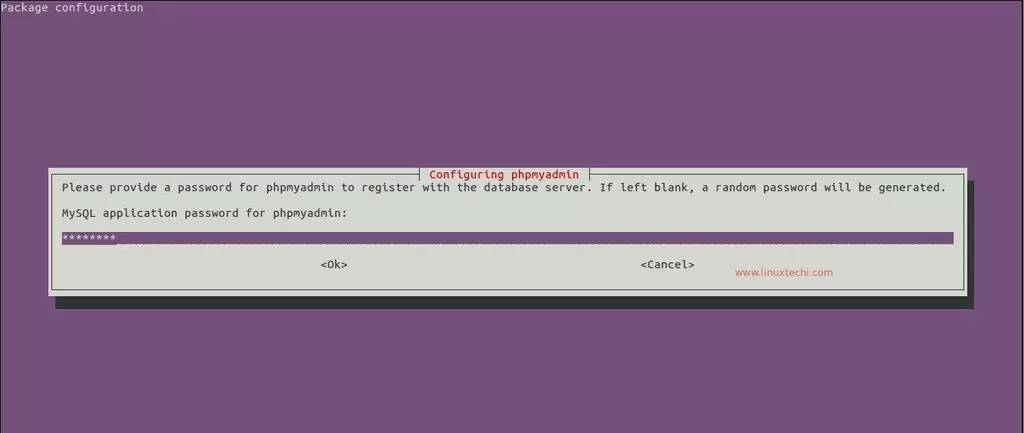 Package configuration
Configuring phpmyadmin
Please provide a password for phpmyadmin to register with the database server. If left blank, a random password will be generated.
MySQL application password for phpmyadmin:
********
<Ok> <Cancel>
www.linuxtechi.com